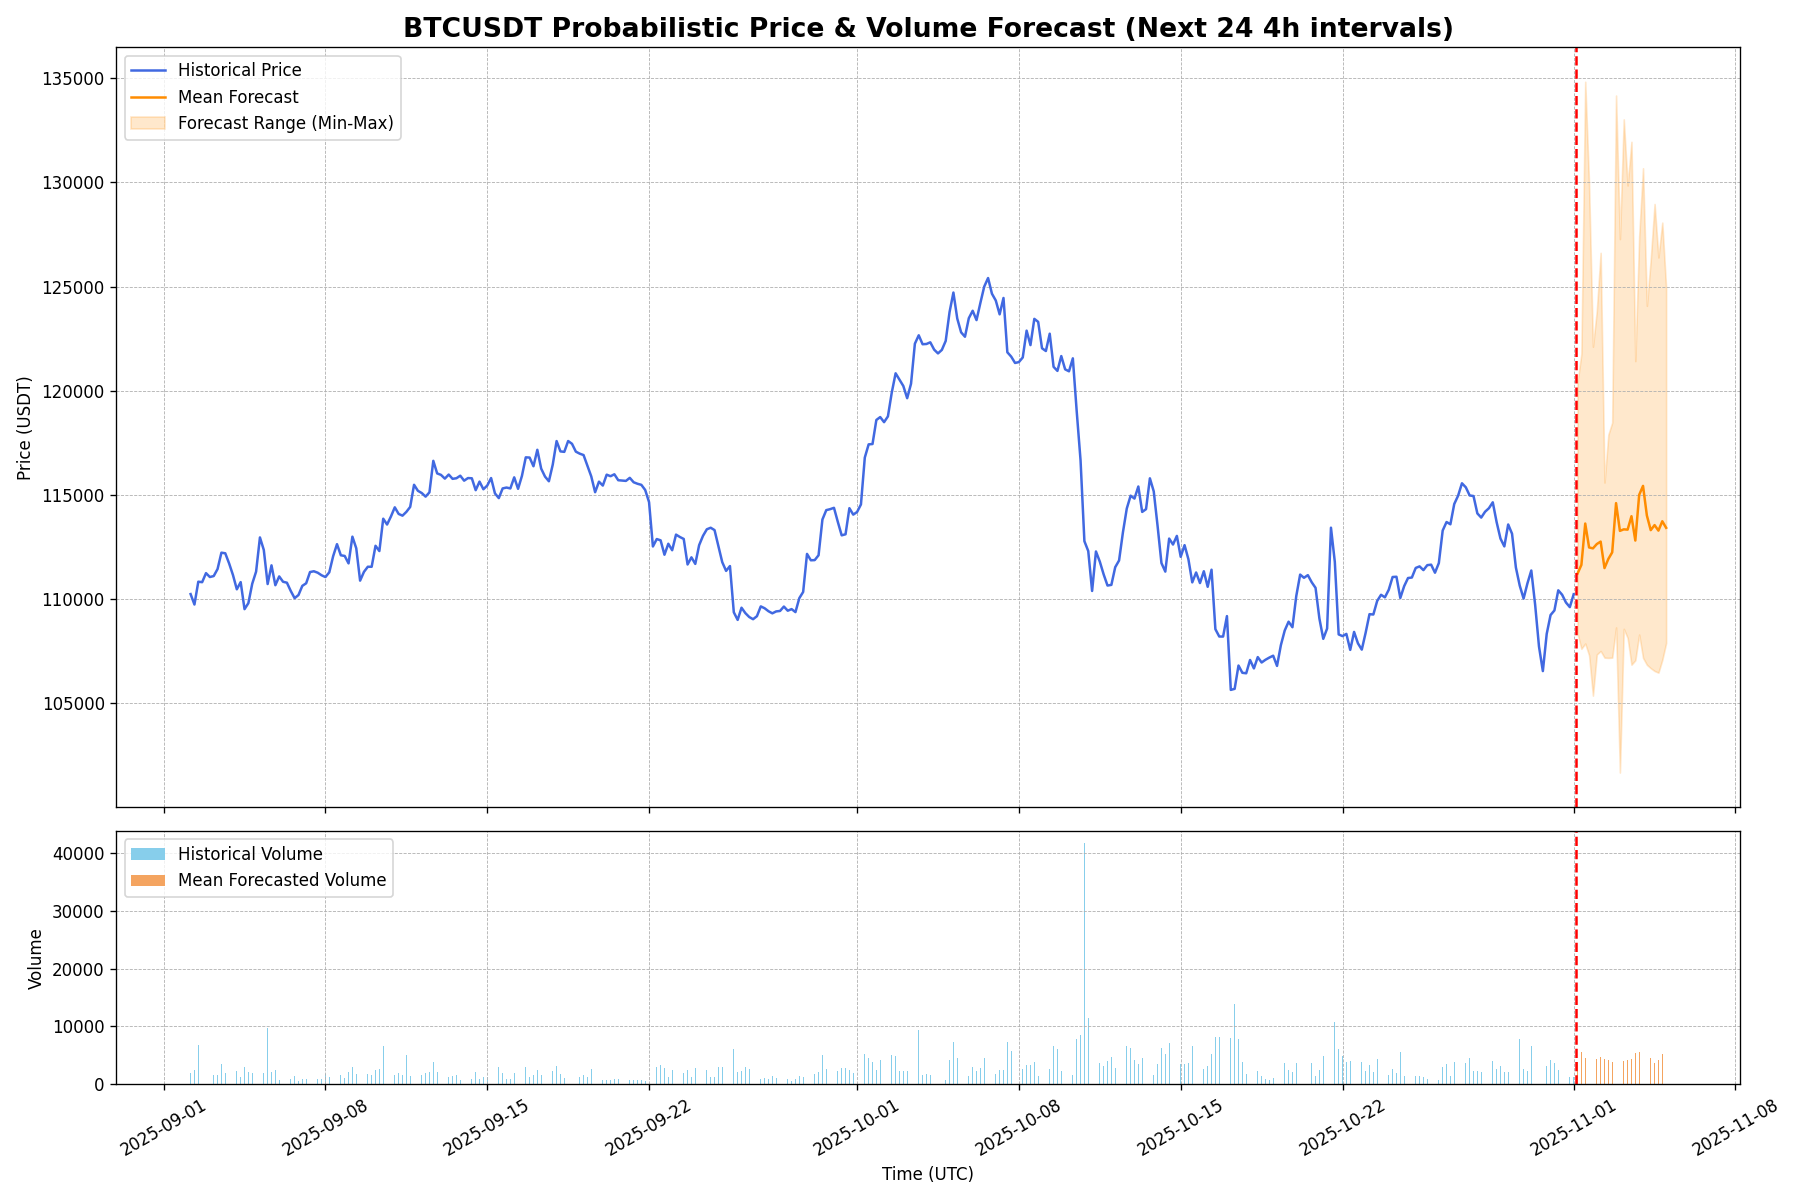 BTCUSDT Probabilistic Price & Volume Forecast (Next 24 4h intervals)
Historical Price
Mean Forecast
Forecast Range (Min-Max)
135000
130000
125000
120000
115000
110000
105000
Price (USDT)
Historical Volume
Mean Forecasted Volume
40000
30000
20000
10000
0
Volume
2025-09-01
2025-09-08
2025-09-15
2025-09-22
2025-10-01
2025-10-08
2025-10-15
2025-10-22
2025-11-01
2025-11-08
Time (UTC)